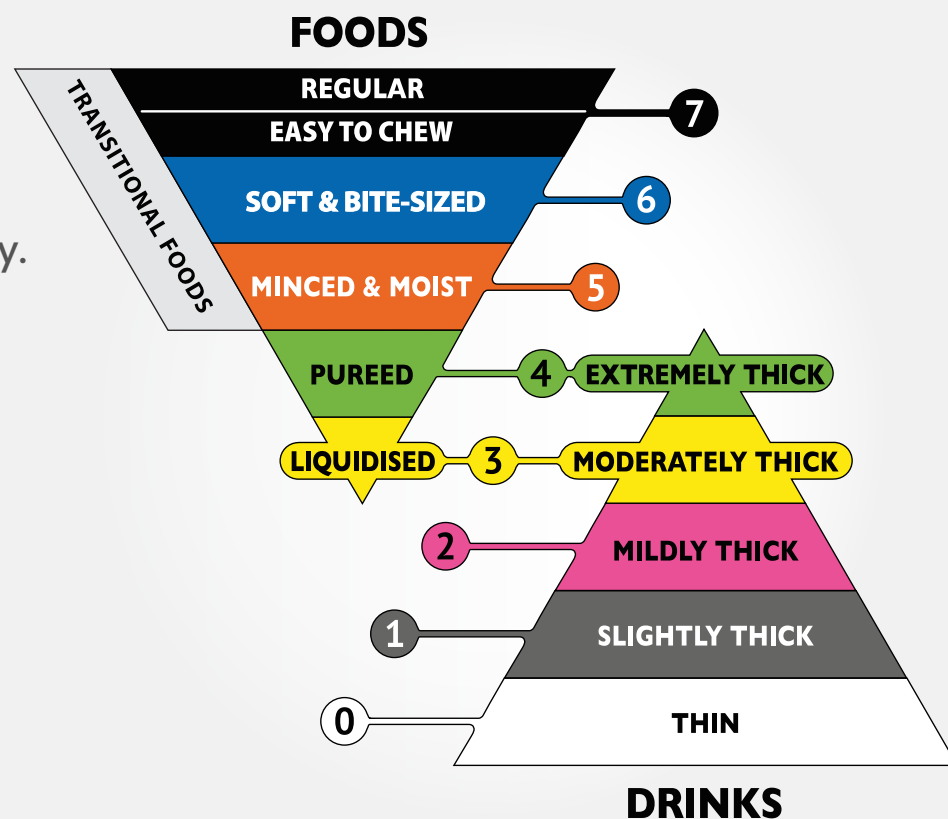 FOODS
REGULAR
7
EASY TO CHEW
TRANSITIONAL FOODS
SOFT & BITE-SIZED
6
y.
MINCED & MOIST
5
PUREED
4
EXTREMELY THICK
LIQUIDISED
3
MODERATELY THICK
2
MILDLY THICK
1
SLIGHTLY THICK
0
THIN
DRINKS